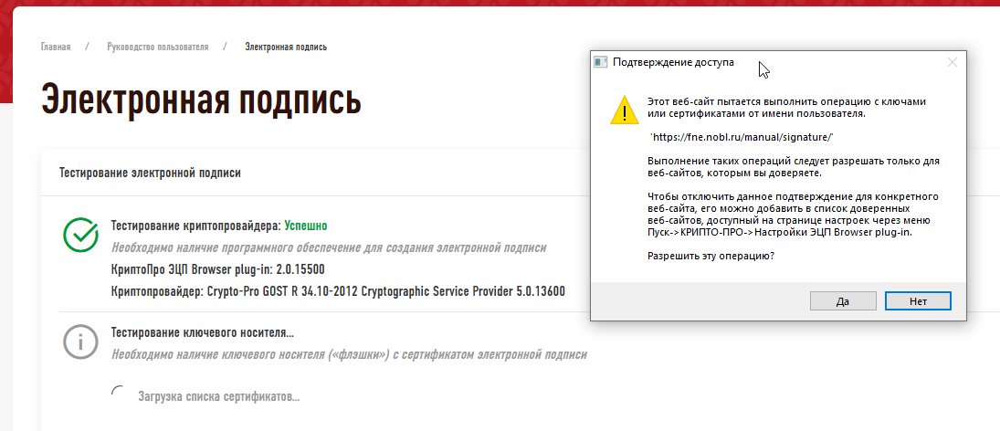 Главная / Руководство пользователя / Электронная подпись
Электронная подпись
Тестирование электронной подписи
Тестирование криптопровайдера: Успешно
Необходимо наличие программного обеспечение для создания электронной подписи
КриптоПро ЭЦП Browser plug-in: 2.0.15500
Криптопровайдер: Crypto-Pro GOST R 34.10-2012 Cryptographic Service Provider 5.0.13600
Тестирование ключевого носителя...
Необходимо наличие ключевого носителя («флэшки») с сертификатом электронной подписи
Загрузка списка сертификатов...
Подтверждение доступа
Этот веб-сайт пытается выполнить операцию с ключами
или сертификатами от имени пользователя.
'https://fne.nobl.ru/manual/signature/'
Выполнение таких операций следует разрешать только для
веб-сайтов, которым вы доверяете.
Чтобы отключить данное подтверждение для конкретного
веб-сайта, его можно добавить в список доверенных
веб-сайтов, доступный на странице настроек через меню
Пуск->КРИПТО-ПРО->Настройки ЭЦП Browser plug-in.
Разрешить эту операцию?
Да
Нет